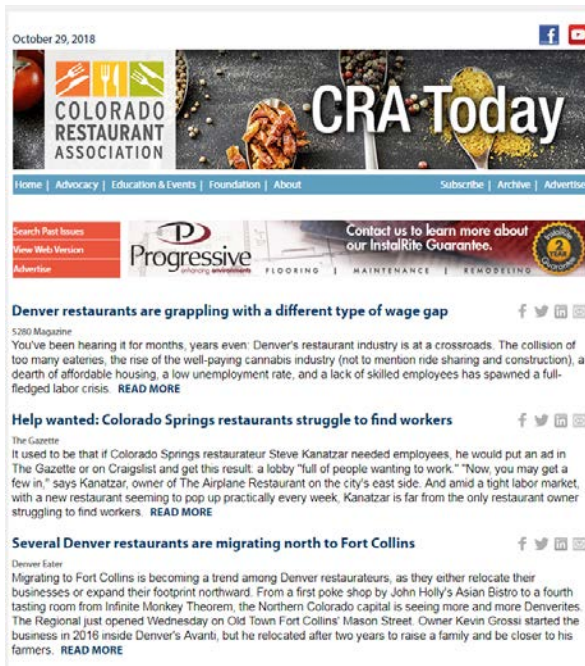 October 29, 2018
COLORADO
RESTAURANT
ASSOCIATION
CRA Today
Home | Advocacy | Education & Events | Foundation | About
Subscribe | Archive | Advertise
Search Past Issues
View Web Version
Advertise
Progressive
enhancing environments
FLOORING | MAINTENANCE | REMODELING
Contact us to learn more about
our InstalRite Guarantee.
InstalRite
2
YEAR
Guarantee
Denver restaurants are grappling with a different type of wage gap
5280 Magazine
You've been hearing it for months, years even: Denver's restaurant industry is at a crossroads. The collision of
too many eateries, the rise of the well-paying cannabis industry (not to mention ride sharing and construction), a
dearth of affordable housing, a low unemployment rate, and a lack of skilled employees has spawned a full-
fledged labor crisis. READ MORE
Help wanted: Colorado Springs restaurants struggle to find workers
The Gazette
It used to be that if Colorado Springs restaurateur Steve Kanatzar needed employees, he would put an ad in
The Gazette or on Craigslist and get this result: a lobby "full of people wanting to work." "Now, you may get a
few in," says Kanatzar, owner of The Airplane Restaurant on the city's east side. And amid a tight labor market,
with a new restaurant seeming to pop up practically every week, Kanatzar is far from the only restaurant owner
struggling to find workers. READ MORE
Several Denver restaurants are migrating north to Fort Collins
Denver Eater
Migrating to Fort Collins is becoming a trend among Denver restaurateurs, as they either relocate their
businesses or expand their footprint northward. From a first poke shop by John Holly's Asian Bistro to a fourth
tasting room from Infinite Monkey Theorem, the Northern Colorado capital is seeing more and more Denverites.
The Regional just opened Wednesday on Old Town Fort Collins' Mason Street. Owner Kevin Grossi started the
business in 2016 inside Denver's Avanti, but he relocated after two years to raise a family and be closer to his
farmers. READ MORE